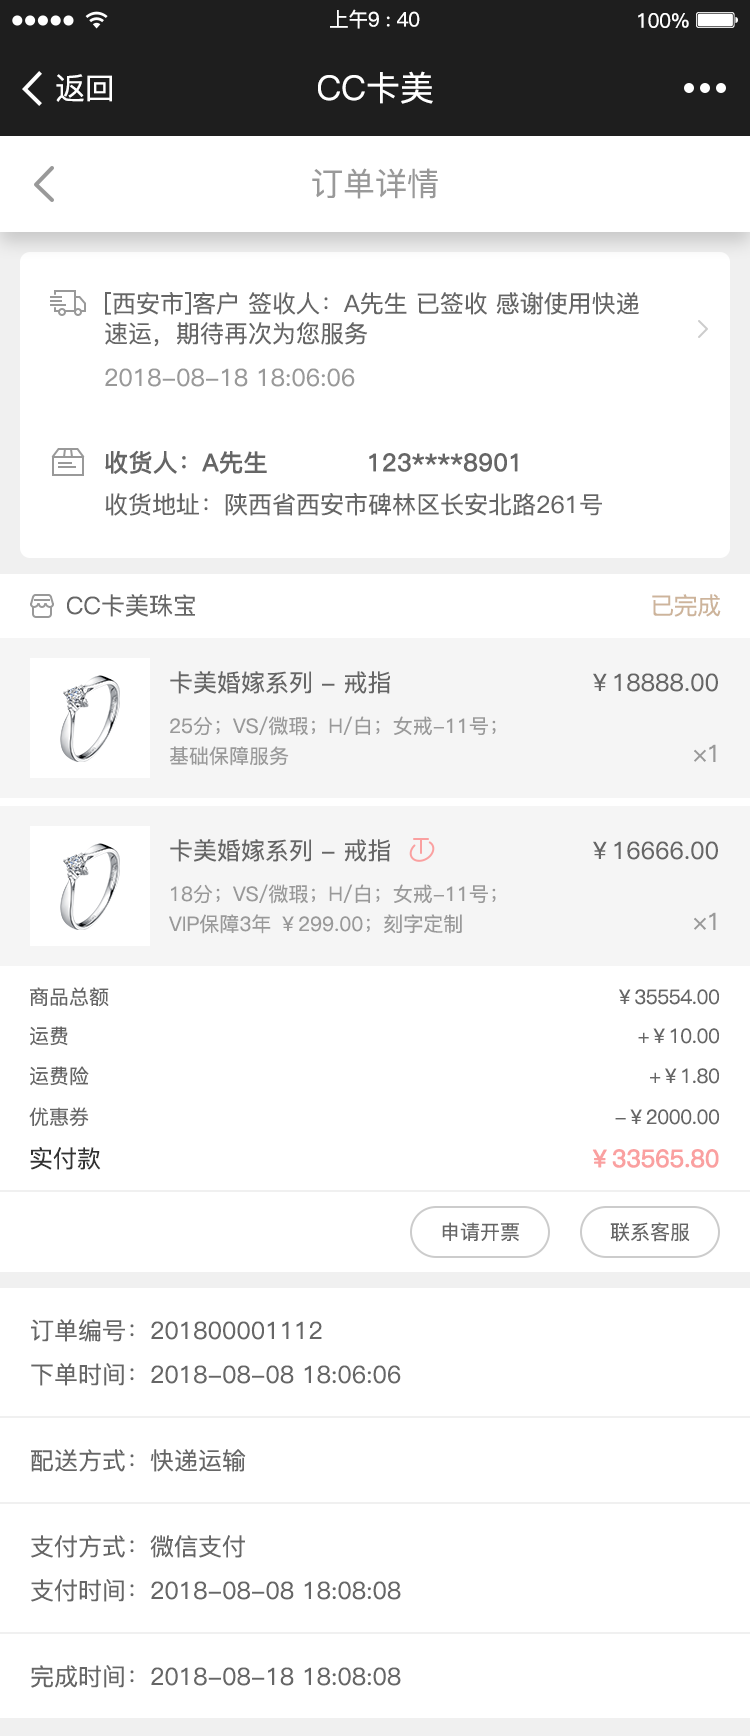 上午9 : 40
100%
返回
CC卡美
订单详情
[西安市]客户 签收人：A先生 已签收 感谢使用快递
速运，期待再次为您服务
2018-08-18 18:06:06
收货人：A先生 123****8901
收货地址：陕西省西安市碑林区长安北路261号
CC卡美珠宝 已完成
卡美婚嫁系列 – 戒指 ￥18888.00
25分；VS/微瑕；H/白；女戒-11号；
基础保障服务 ×1
卡美婚嫁系列 – 戒指 ￥16666.00
18分；VS/微瑕；H/白；女戒-11号；
VIP保障3年 ￥299.00；刻字定制 ×1
商品总额 ￥35554.00
运费 +￥10.00
运费险 +￥1.80
优惠券 -￥2000.00
实付款 ￥33565.80
申请开票 联系客服
订单编号：201800001112
下单时间：2018-08-08 18:06:06
配送方式：快递运输
支付方式：微信支付
支付时间：2018-08-08 18:08:08
完成时间：2018-08-18 18:08:08